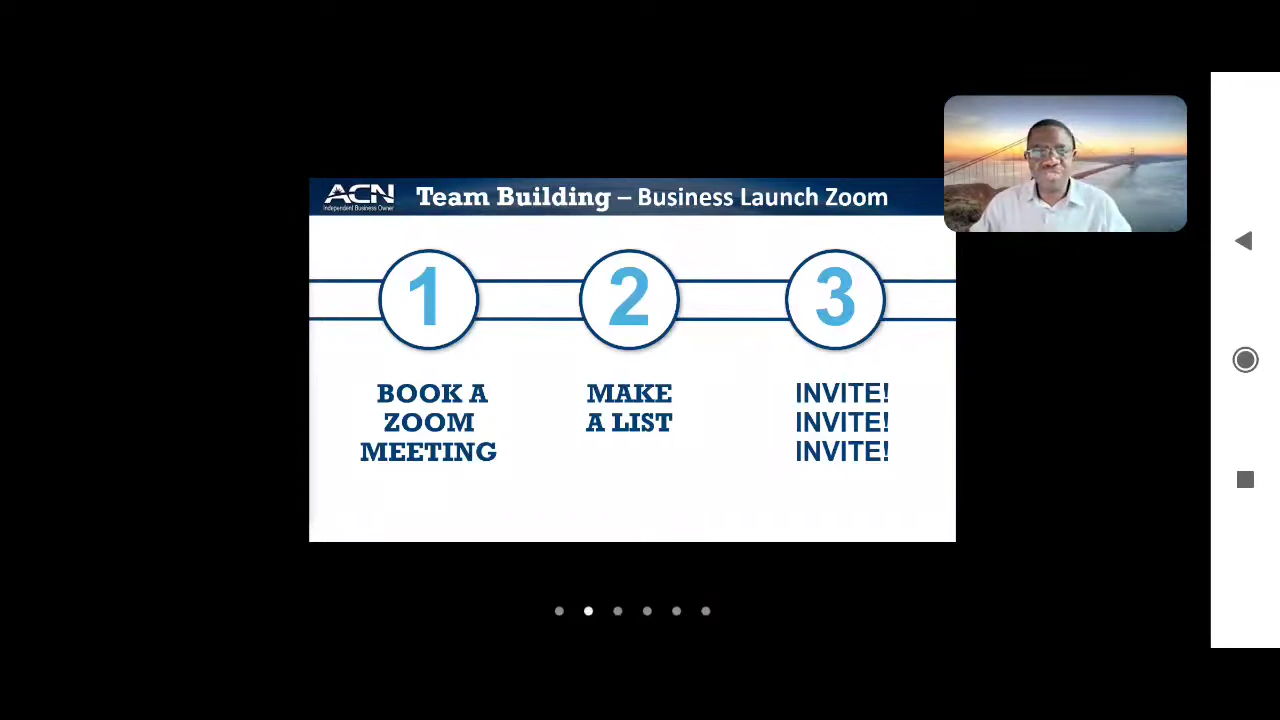 ACN
Independent Business Owner
Team Building – Business Launch Zoom
1
2
3
BOOK A
ZOOM
MEETING
MAKE
A LIST
INVITE!
INVITE!
INVITE!